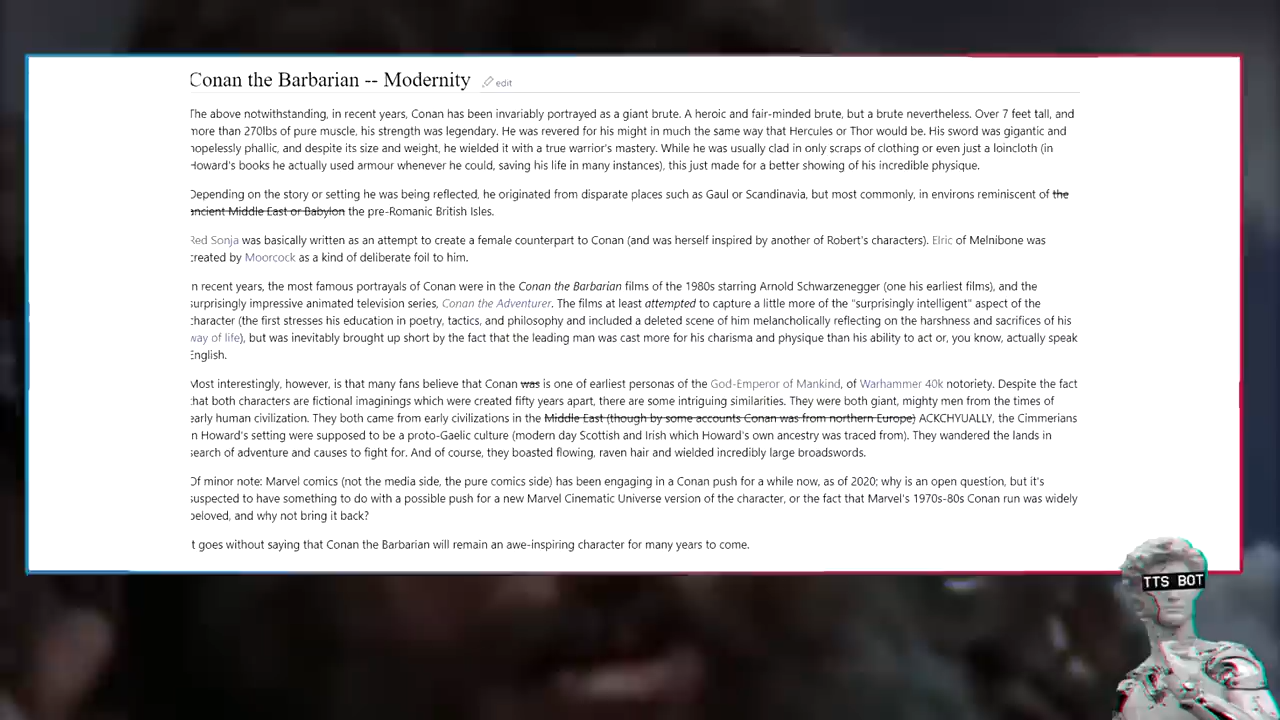 Conan the Barbarian -- Modernity edit
The above notwithstanding, in recent years, Conan has been invariably portrayed as a giant brute. A heroic and fair-minded brute, but a brute nevertheless. Over 7 feet tall, and
more than 270lbs of pure muscle, his strength was legendary. He was revered for his might in much the same way that Hercules or Thor would be. His sword was gigantic and
hopelessly phallic, and despite its size and weight, he wielded it with a true warrior's mastery. While he was usually clad in only scraps of clothing or even just a loincloth (in
Howard's books he actually used armour whenever he could, saving his life in many instances), this just made for a better showing of his incredible physique.
Depending on the story or setting he was being reflected, he originated from disparate places such as Gaul or Scandinavia, but most commonly, in environs reminiscent of the
ancient Middle East or Babylon the pre-Romanic British Isles.
Red Sonja was basically written as an attempt to create a female counterpart to Conan (and was herself inspired by another of Robert's characters). Elric of Melnibone was
created by Moorcock as a kind of deliberate foil to him.
In recent years, the most famous portrayals of Conan were in the Conan the Barbarian films of the 1980s starring Arnold Schwarzenegger (one his earliest films), and the
surprisingly impressive animated television series, Conan the Adventurer. The films at least attempted to capture a little more of the "surprisingly intelligent" aspect of the
character (the first stresses his education in poetry, tactics, and philosophy and included a deleted scene of him melancholically reflecting on the harshness and sacrifices of his
way of life), but was inevitably brought up short by the fact that the leading man was cast more for his charisma and physique than his ability to act or, you know, actually speak
English.
Most interestingly, however, is that many fans believe that Conan was is one of earliest personas of the God-Emperor of Mankind, of Warhammer 40k notoriety. Despite the fact
that both characters are fictional imaginings which were created fifty years apart, there are some intriguing similarities. They were both giant, mighty men from the times of
early human civilization. They both came from early civilizations in the Middle East (though by some accounts Conan was from northern Europe) ACKCHYUALLY, the Cimmerians
in Howard's setting were supposed to be a proto-Gaelic culture (modern day Scottish and Irish which Howard's own ancestry was traced from). They wandered the lands in
search of adventure and causes to fight for. And of course, they boasted flowing, raven hair and wielded incredibly large broadswords.
Of minor note: Marvel comics (not the media side, the pure comics side) has been engaging in a Conan push for a while now, as of 2020; why is an open question, but it's
suspected to have something to do with a possible push for a new Marvel Cinematic Universe version of the character, or the fact that Marvel's 1970s-80s Conan run was widely
beloved, and why not bring it back?
It goes without saying that Conan the Barbarian will remain an awe-inspiring character for many years to come.
TTS BOT